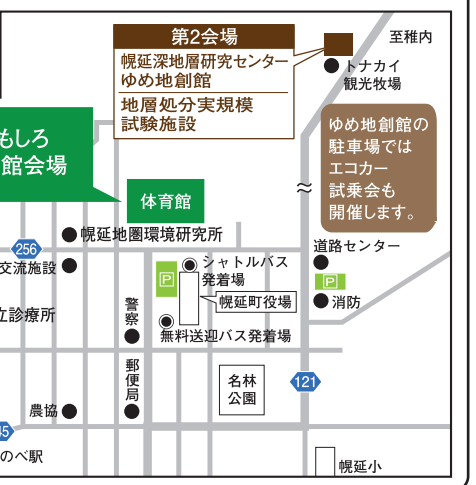 第2会場
幌延深地層研究センター
ゆめ地創館
地層処分実規模
試験施設
至稚内
トナカイ
観光牧場
もしろ
館会場
ゆめ地創館の
駐車場では
エコカー
試乗会も
開催します。
体育館
幌延地圏環境研究所
256
交流施設
シャトルバス
発着場
P
道路センター
P
消防
幌延町役場
立診療所
警察
無料送迎バス発着場
郵便局
名林
公園
121
農協
45
のべ駅
幌延小